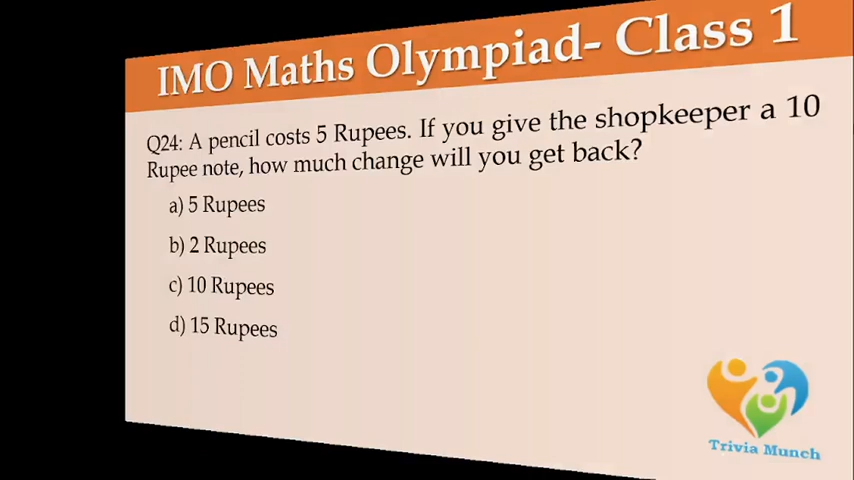 IMO Maths Olympiad- Class 1
Q24: A pencil costs 5 Rupees. If you give the shopkeeper a 10
Rupee note, how much change will you get back?
a) 5 Rupees
b) 2 Rupees
c) 10 Rupees
d) 15 Rupees
Trivia Munch